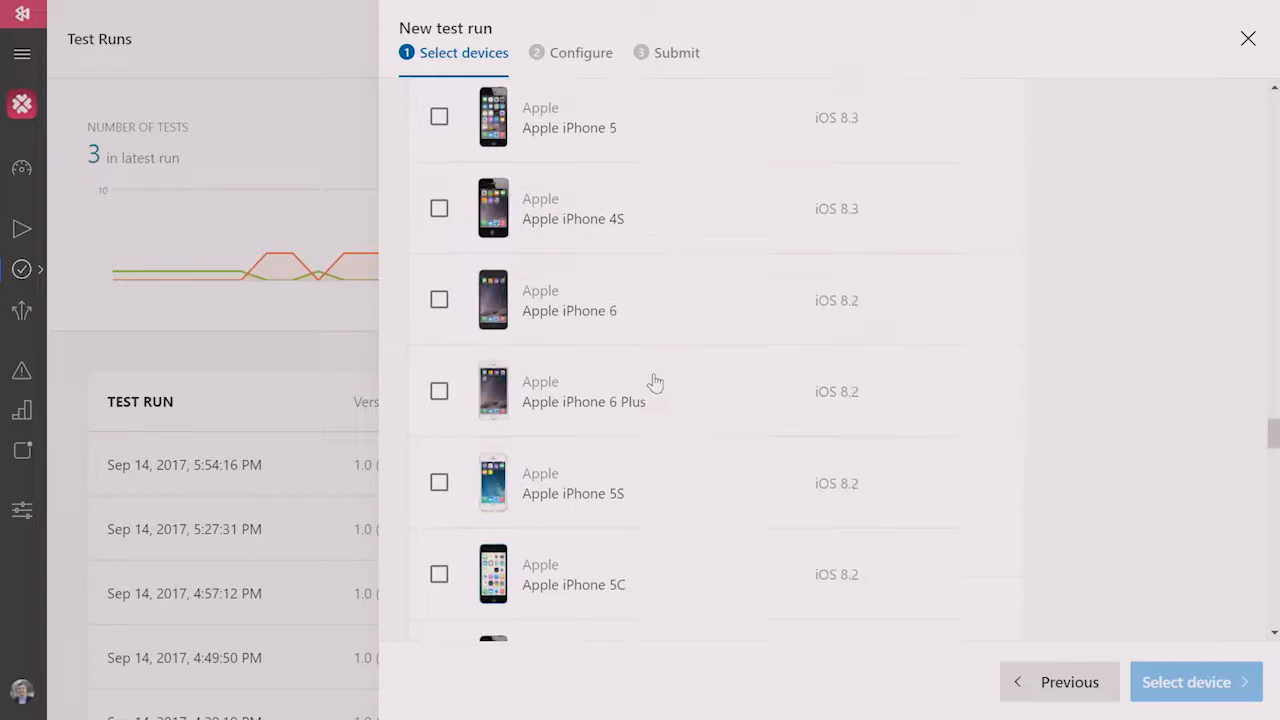 Test Runs
NUMBER OF TESTS
3 in latest run
10
TEST RUN
Vers
Sep 14, 2017, 5:54:16 PM
1.0 (
Sep 14, 2017, 5:27:31 PM
1.0 (
Sep 14, 2017, 4:57:12 PM
1.0 (
Sep 14, 2017, 4:49:50 PM
1.0 (
New test run
1 Select devices
2 Configure
3 Submit
Apple
Apple iPhone 5
iOS 8.3
Apple
Apple iPhone 4S
iOS 8.3
Apple
Apple iPhone 6
iOS 8.2
Apple
Apple iPhone 6 Plus
iOS 8.2
Apple
Apple iPhone 5S
iOS 8.2
Apple
Apple iPhone 5C
iOS 8.2
Previous
Select device